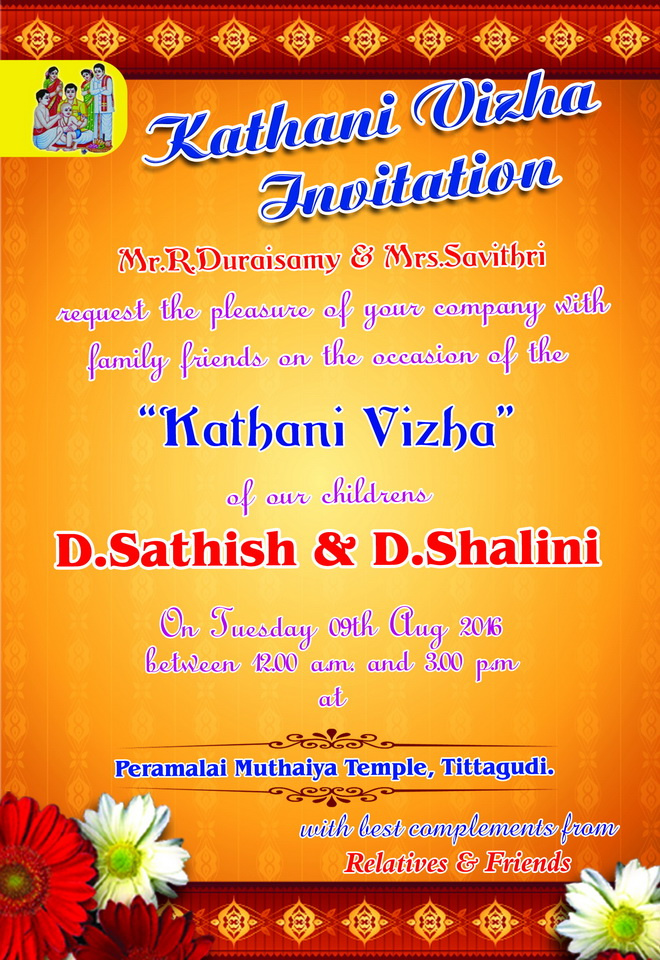 Kathani Vizha
Invitation
Mr.R.Duraisamy & Mrs.Savithri
request the pleasure of your company with
family friends on the occasion of the
"Kathani Vizha"
of our childrens
D.Sathish & D.Shalini
On Tuesday 09th Aug 2016
between 12.00 a.m. and 3.00 p.m
at
Peramalai Muthaiya Temple, Tittagudi.
with best complements from
Relatives & Friends